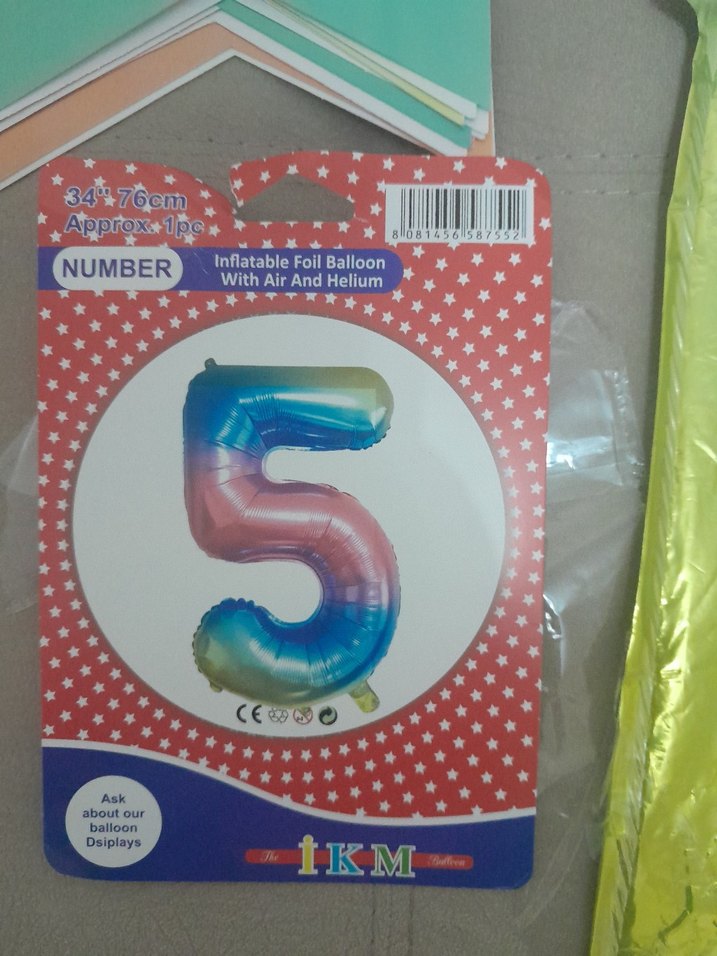 34" 76cm
Approx. 1pc
8 081456 587552
NUMBER
Inflatable Foil Balloon
With Air And Helium
5
CE
Ask
about our
balloon
Dsiplays
The iKM Balloon